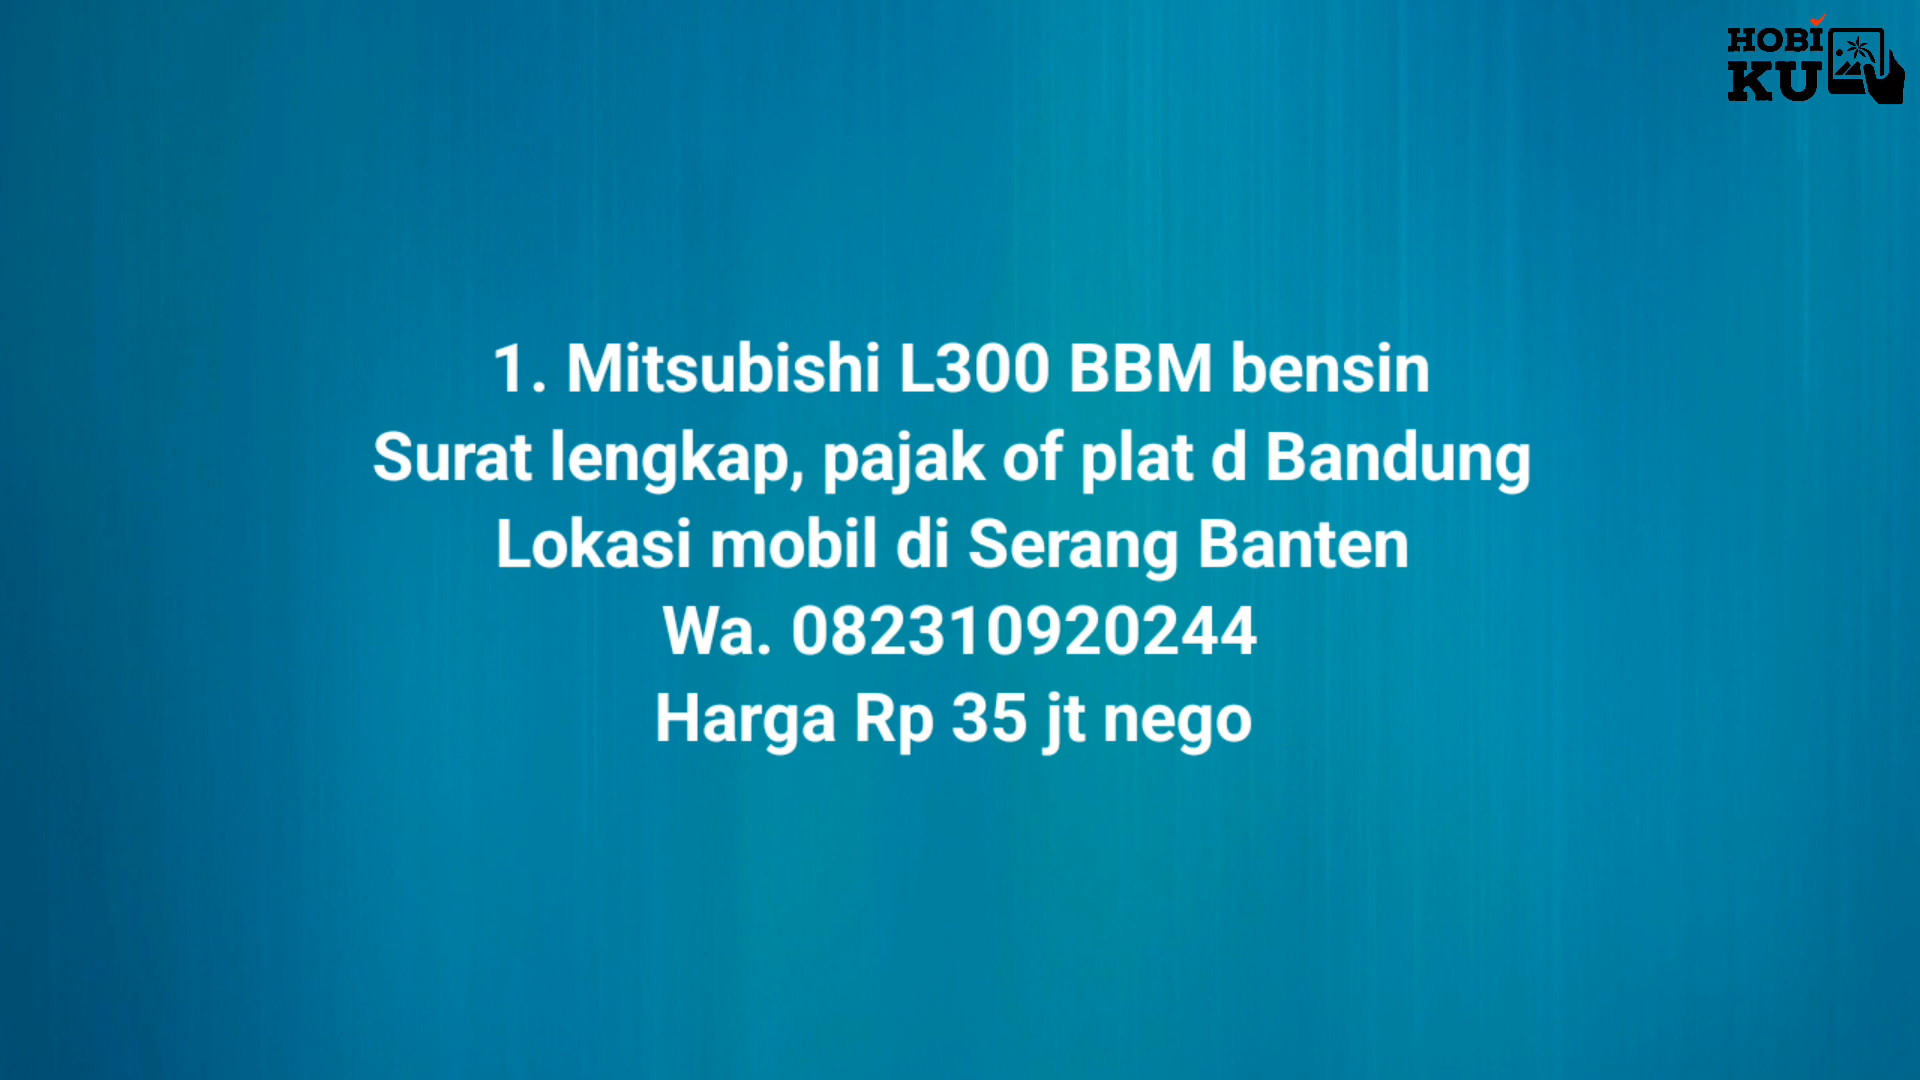 HOBI
KU
1. Mitsubishi L300 BBM bensin
Surat lengkap, pajak of plat d Bandung
Lokasi mobil di Serang Banten
Wa. 082310920244
Harga Rp 35 jt nego